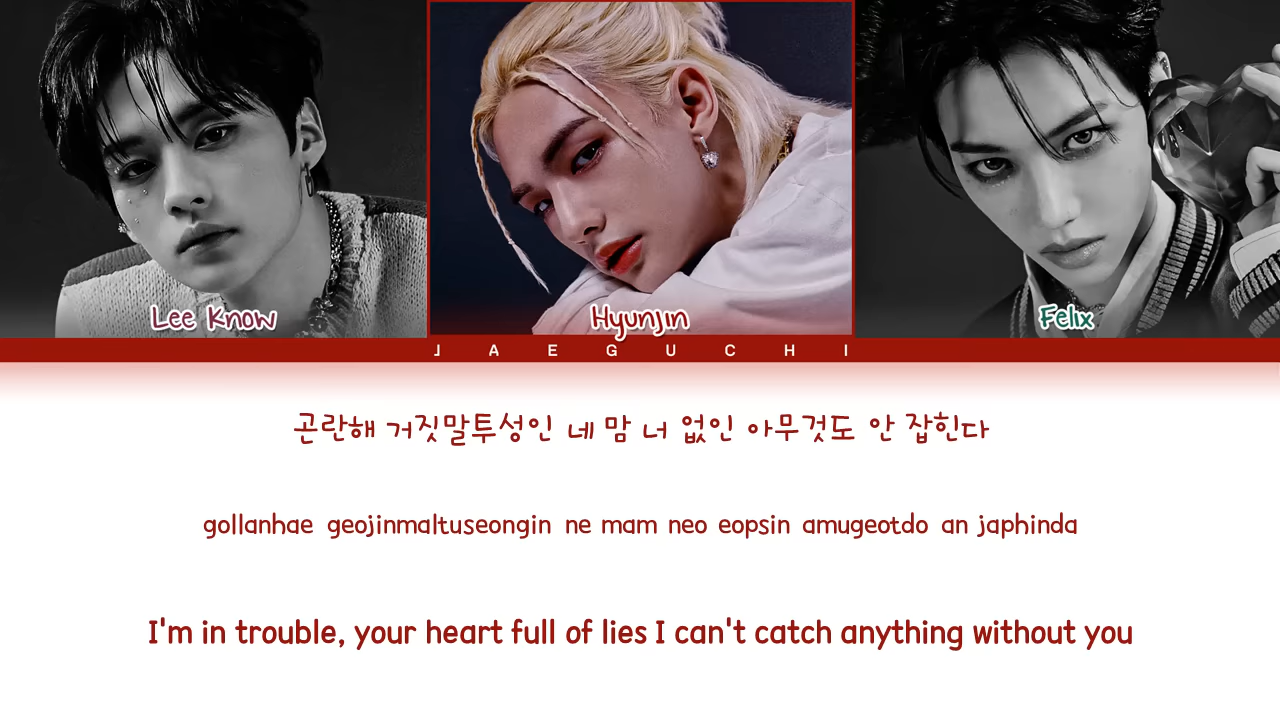 Lee Know
Hyunjin
Felix
JAEGUCHI
곤란해 거짓말투성인 네 맘 너 없인 아무것도 안 잡힌다
gollanhae geojinmaltuseongin ne mam neo eopsin amugeotdo an japhinda
I'm in trouble, your heart full of lies I can't catch anything without you